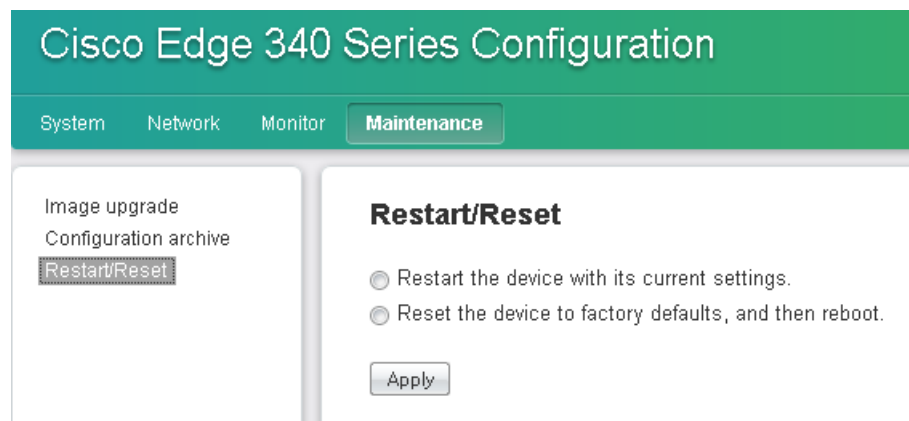 Cisco Edge 340 Series Configuration
System Network Monitor Maintenance
Image upgrade
Configuration archive
Restart/Reset
Restart/Reset
Restart the device with its current settings.
Reset the device to factory defaults, and then reboot.
Apply